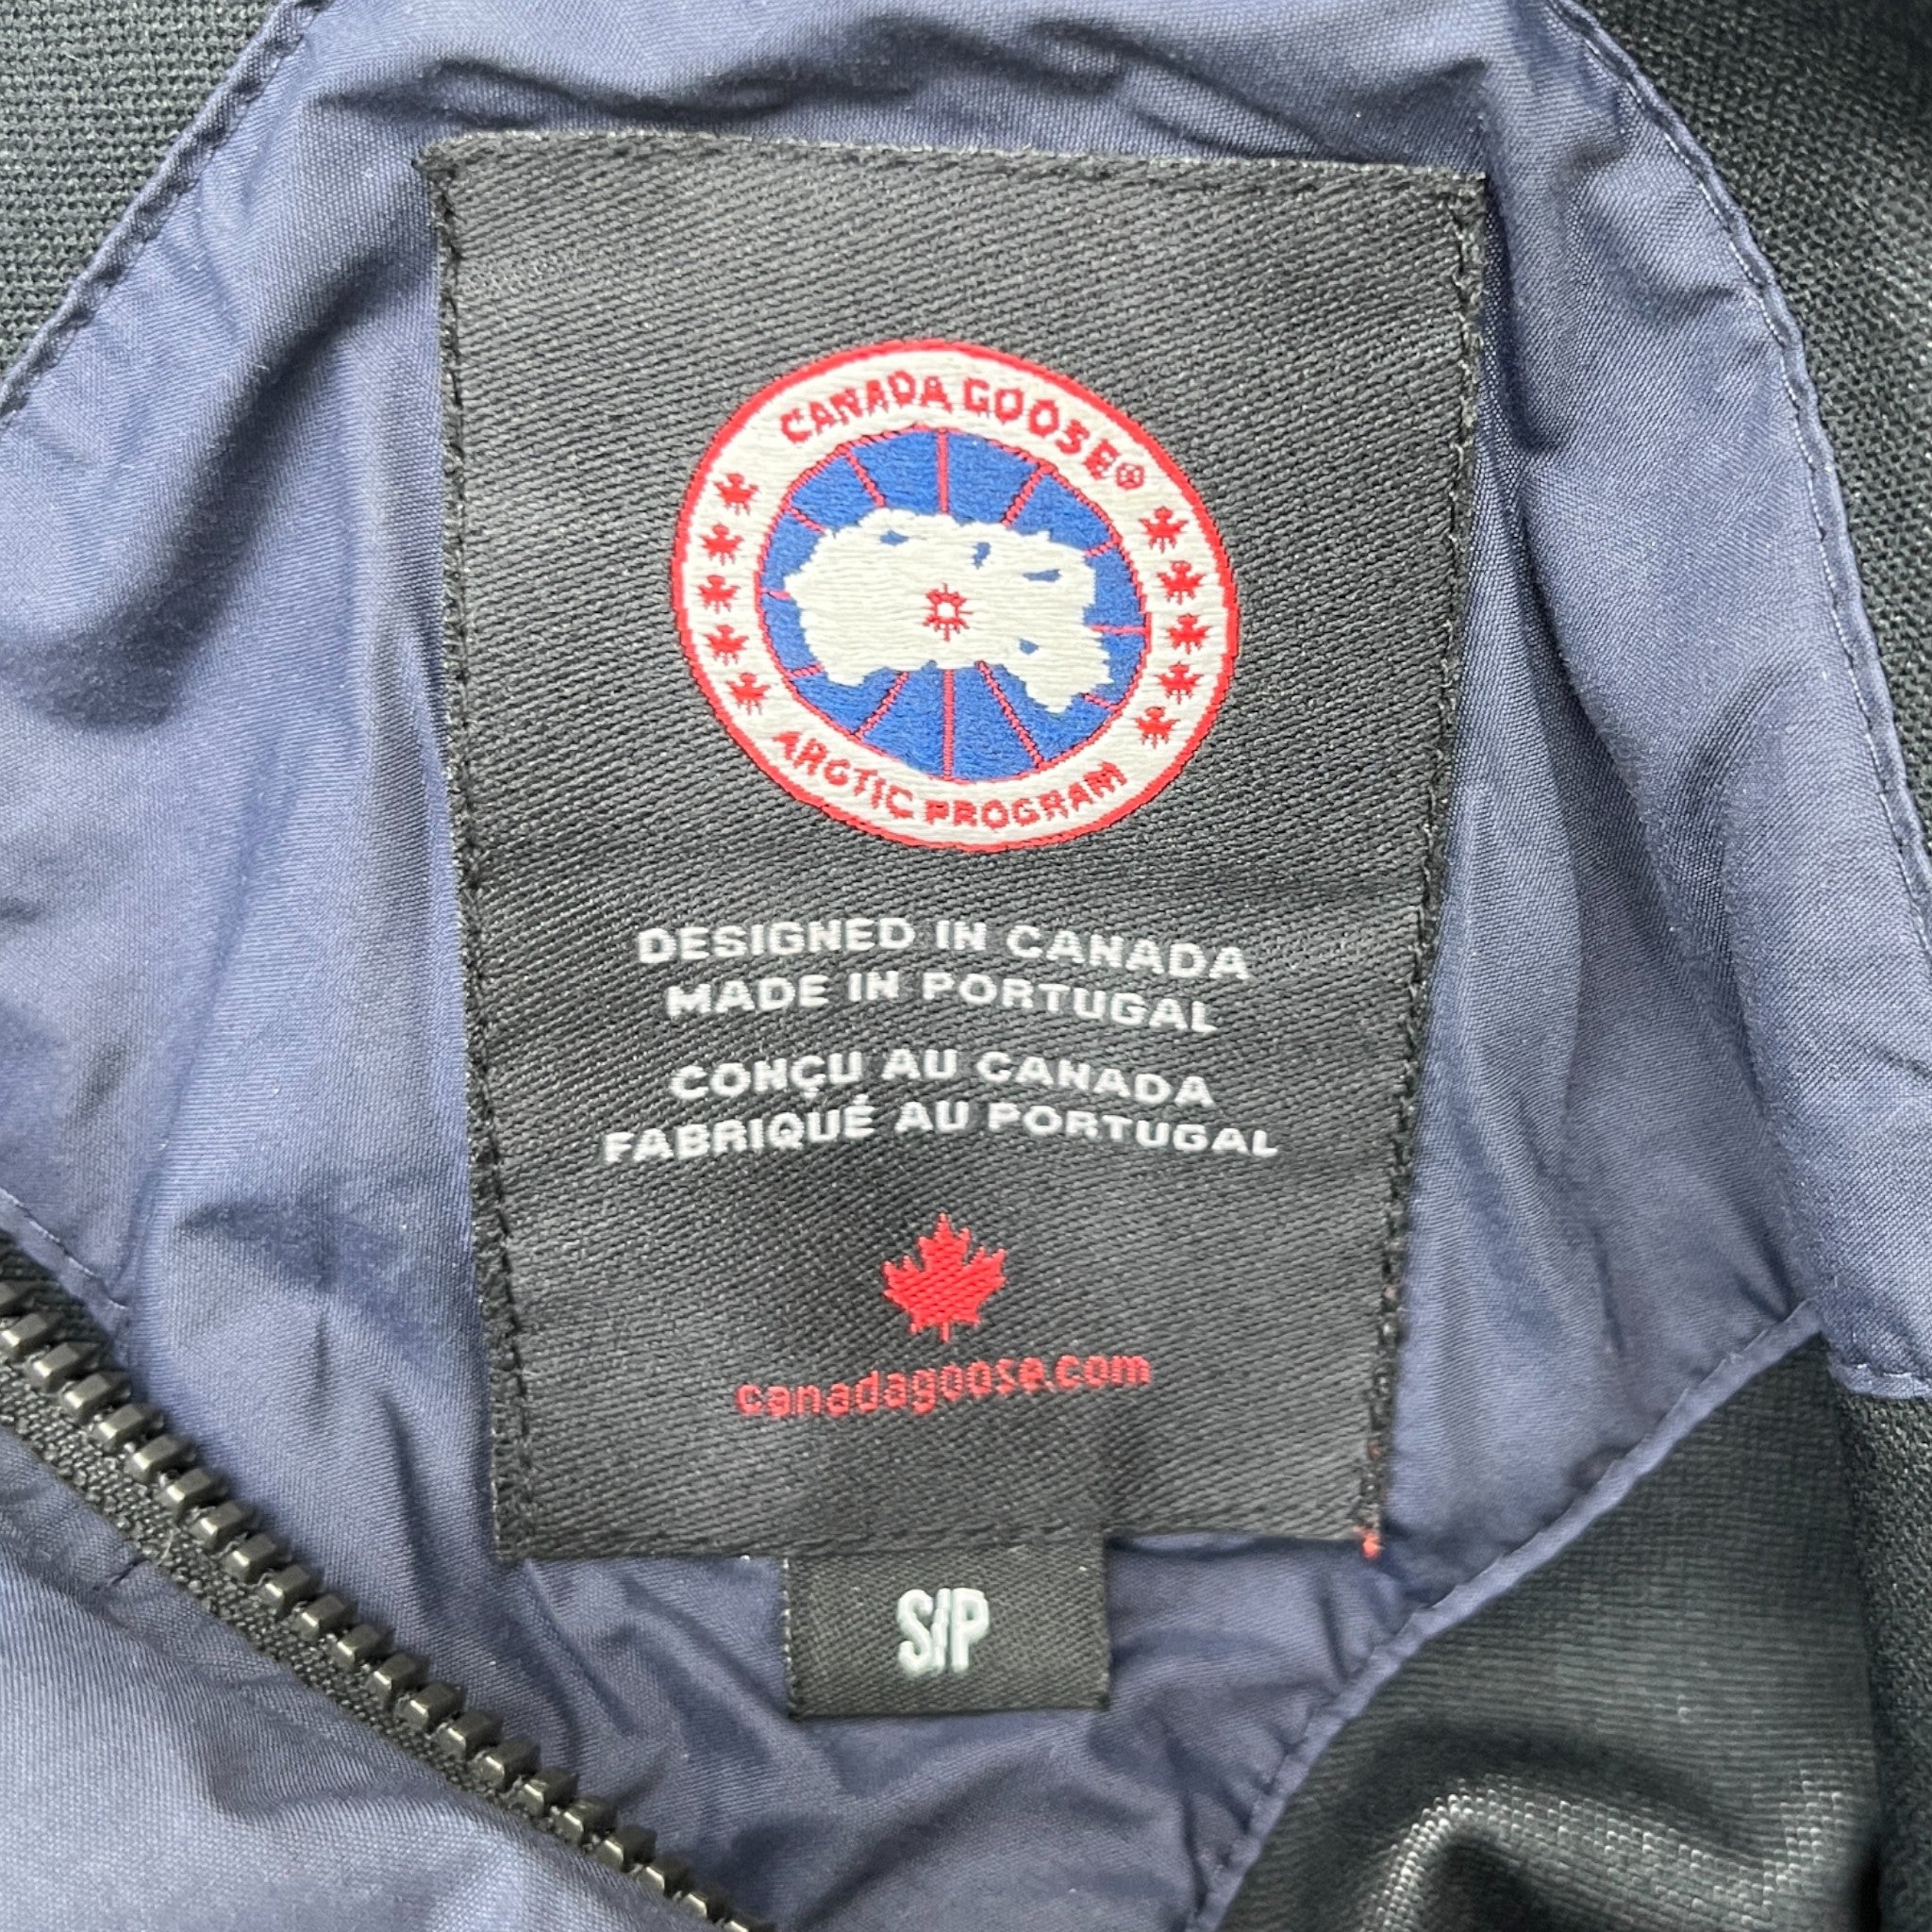 CANADA GOOSE®
ARCTIC PROGRAM
DESIGNED IN CANADA
MADE IN PORTUGAL
CONÇU AU CANADA
FABRIQUÉ AU PORTUGAL
canadagoose.com
S/P